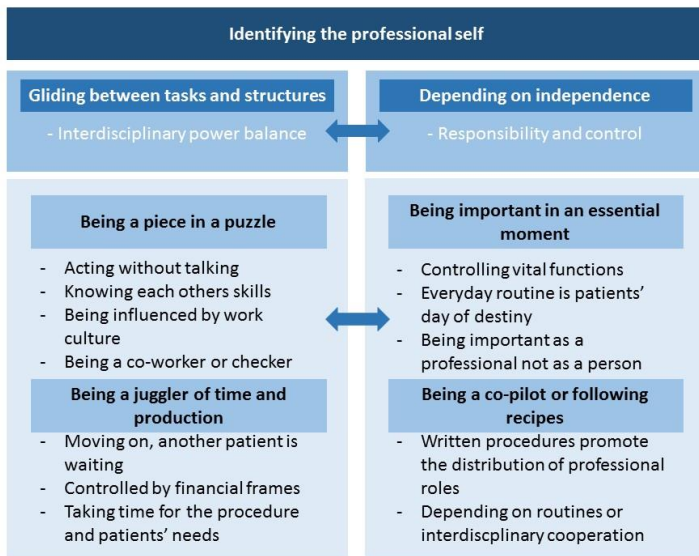 Identifying the professional self
Gliding between tasks and structures
- Interdisciplinary power balance
Depending on independence
- Responsibility and control
Being a piece in a puzzle
- Acting without talking
- Knowing each others skills
- Being influenced by work
culture
- Being a co-worker or checker
Being a juggler of time and
production
- Moving on, another patient is
waiting
- Controlled by financial frames
- Taking time for the procedure
and patients' needs
Being important in an essential
moment
- Controlling vital functions
- Everyday routine is patients'
day of destiny
- Being important as a
professional not as a person
Being a co-pilot or following
recipes
- Written procedures promote
the distribution of professional
roles
- Depending on routines or
interdiscplinary cooperation